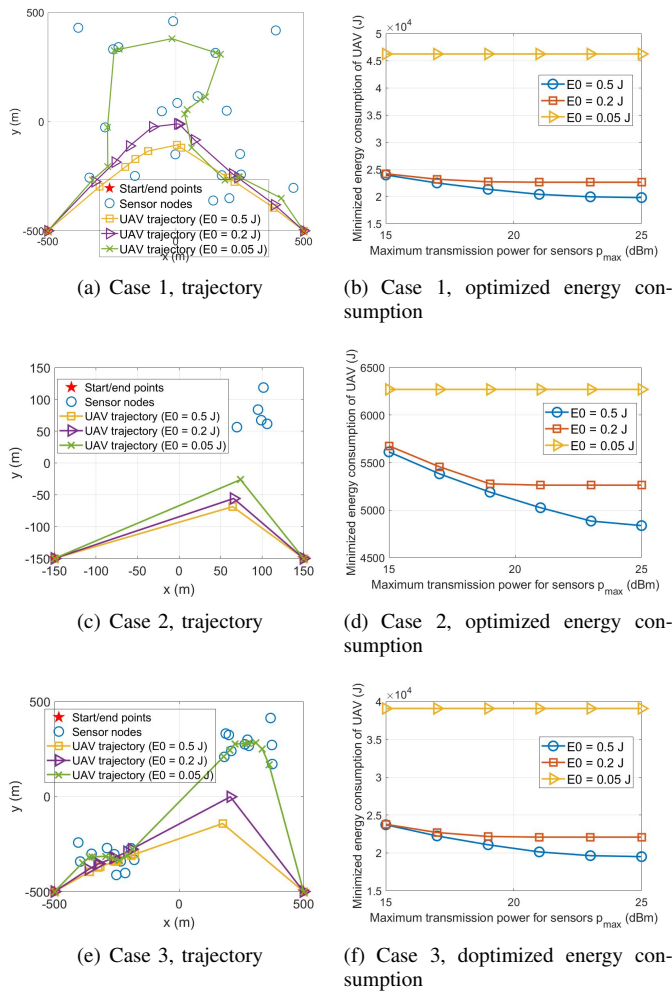 500
0
-500
-500
0
500
y (m)
x (m)
Start/end points
Sensor nodes
UAV trajectory (E0 = 0.5 J)
UAV trajectory (E0 = 0.2 J)
UAV trajectory (E0 = 0.05 J)
(a) Case 1, trajectory
×10⁴
5
4.5
4
3.5
3
2.5
2
1.5
15
20
25
Minimized energy consumption of UAV (J)
Maximum transmission power for sensors p_max (dBm)
E0 = 0.5 J
E0 = 0.2 J
E0 = 0.05 J
(b) Case 1, optimized energy con-
sumption
150
100
50
0
-50
-100
-150
-150
-100
-50
0
50
100
150
y (m)
x (m)
Start/end points
Sensor nodes
UAV trajectory (E0 = 0.5 J)
UAV trajectory (E0 = 0.2 J)
UAV trajectory (E0 = 0.05 J)
(c) Case 2, trajectory
6500
6000
5500
5000
4500
15
20
25
Minimized energy consumption of UAV (J)
Maximum transmission power for sensors p_max (dBm)
E0 = 0.5 J
E0 = 0.2 J
E0 = 0.05 J
(d) Case 2, optimized energy con-
sumption
500
0
-500
-500
0
500
y (m)
x (m)
Start/end points
Sensor nodes
UAV trajectory (E0 = 0.5 J)
UAV trajectory (E0 = 0.2 J)
UAV trajectory (E0 = 0.05 J)
(e) Case 3, trajectory
×10⁴
4
3.5
3
2.5
2
1.5
15
20
25
Minimized energy consumption of UAV (J)
Maximum transmission power for sensors p_max (dBm)
E0 = 0.5 J
E0 = 0.2 J
E0 = 0.05 J
(f) Case 3, doptimized energy con-
sumption